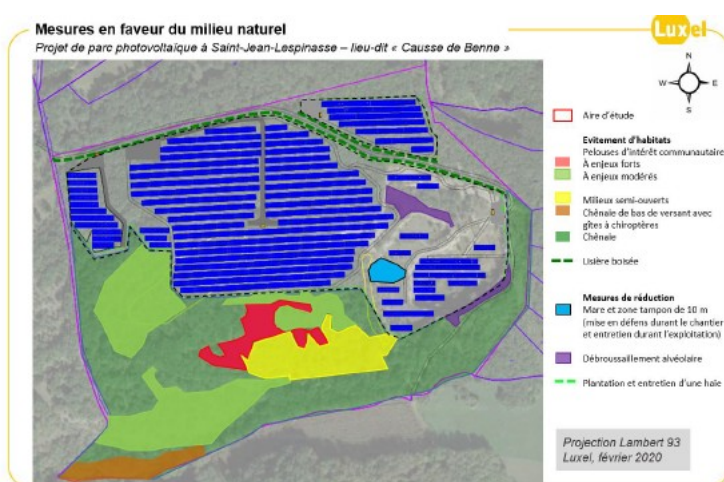 Mesures en faveur du milieu naturel
Luxel
Projet de parc photovoltaïque à Saint-Jean-Lespinasse – lieu-dit « Causse de Benne »
N
W
E
S
Aire d'étude
Evitement d'habitats
Pelouses d'intérêt communautaire
À enjeux forts
À enjeux modérés
Milieux semi-ouverts
Chênaie de bas de versant avec
gîtes à chiroptères
Chênaie
Lisière boisée
Mesures de réduction
Mare et zone tampon de 10 m
(mise en défens durant le chantier
et entretien durant l'exploitation)
Débroussaillement alvéolaire
Plantation et entretien d'une haie
Projection Lambert 93
Luxel, février 2020